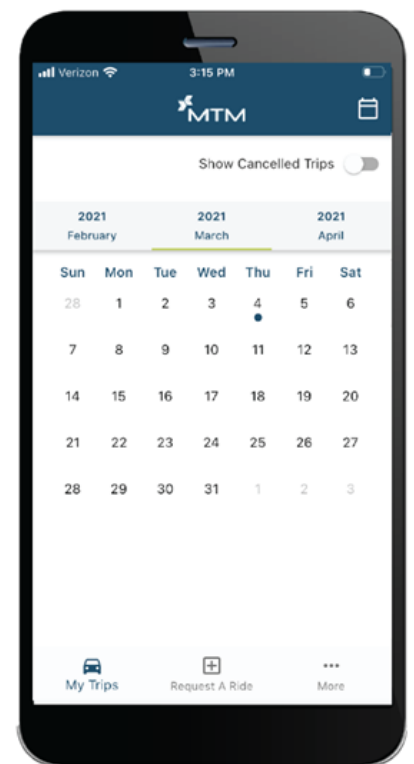 Verizon 3:15 PM
MTM
Show Cancelled Trips
2021 2021 2021
February March April
Sun Mon Tue Wed Thu Fri Sat
28 1 2 3 4 5 6
7 8 9 10 11 12 13
14 15 16 17 18 19 20
21 22 23 24 25 26 27
28 29 30 31 1 2 3
My Trips Request A Ride More